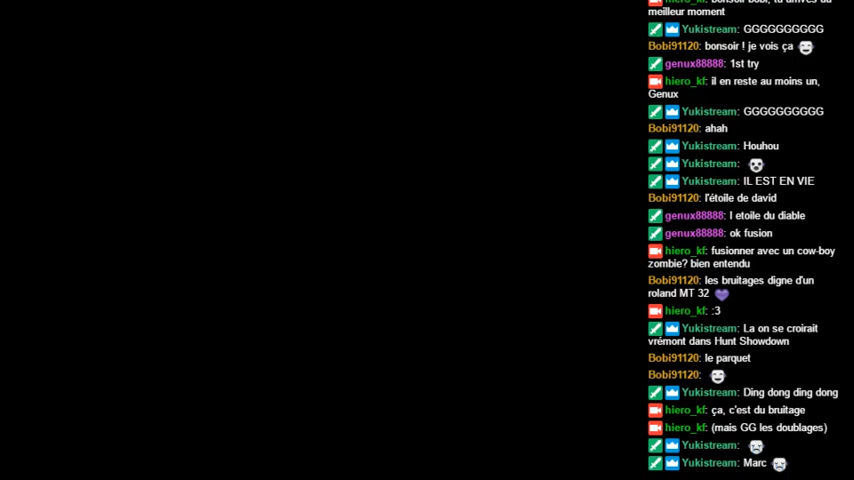 hiero_kf: bonsoir bobi, tu arrives au
meilleur moment
Yukistream: GGGGGGGGGG
Bobi91120: bonsoir ! je vois ça
genux88888: 1st try
hiero_kf: il en reste au moins un,
Genux
Yukistream: GGGGGGGGGG
Bobi91120: ahah
Yukistream: Houhou
Yukistream:
Yukistream: IL EST EN VIE
Bobi91120: l'étoile de david
genux88888: l etoile du diable
genux88888: ok fusion
hiero_kf: fusionner avec un cow-boy
zombie? bien entendu
Bobi91120: les bruitages digne d'un
roland MT 32
hiero_kf: :3
Yukistream: La on se croirait
vrémont dans Hunt Showdown
Bobi91120: le parquet
Bobi91120:
Yukistream: Ding dong ding dong
hiero_kf: ça, c'est du bruitage
hiero_kf: (mais GG les doublages)
Yukistream:
Yukistream: Marc